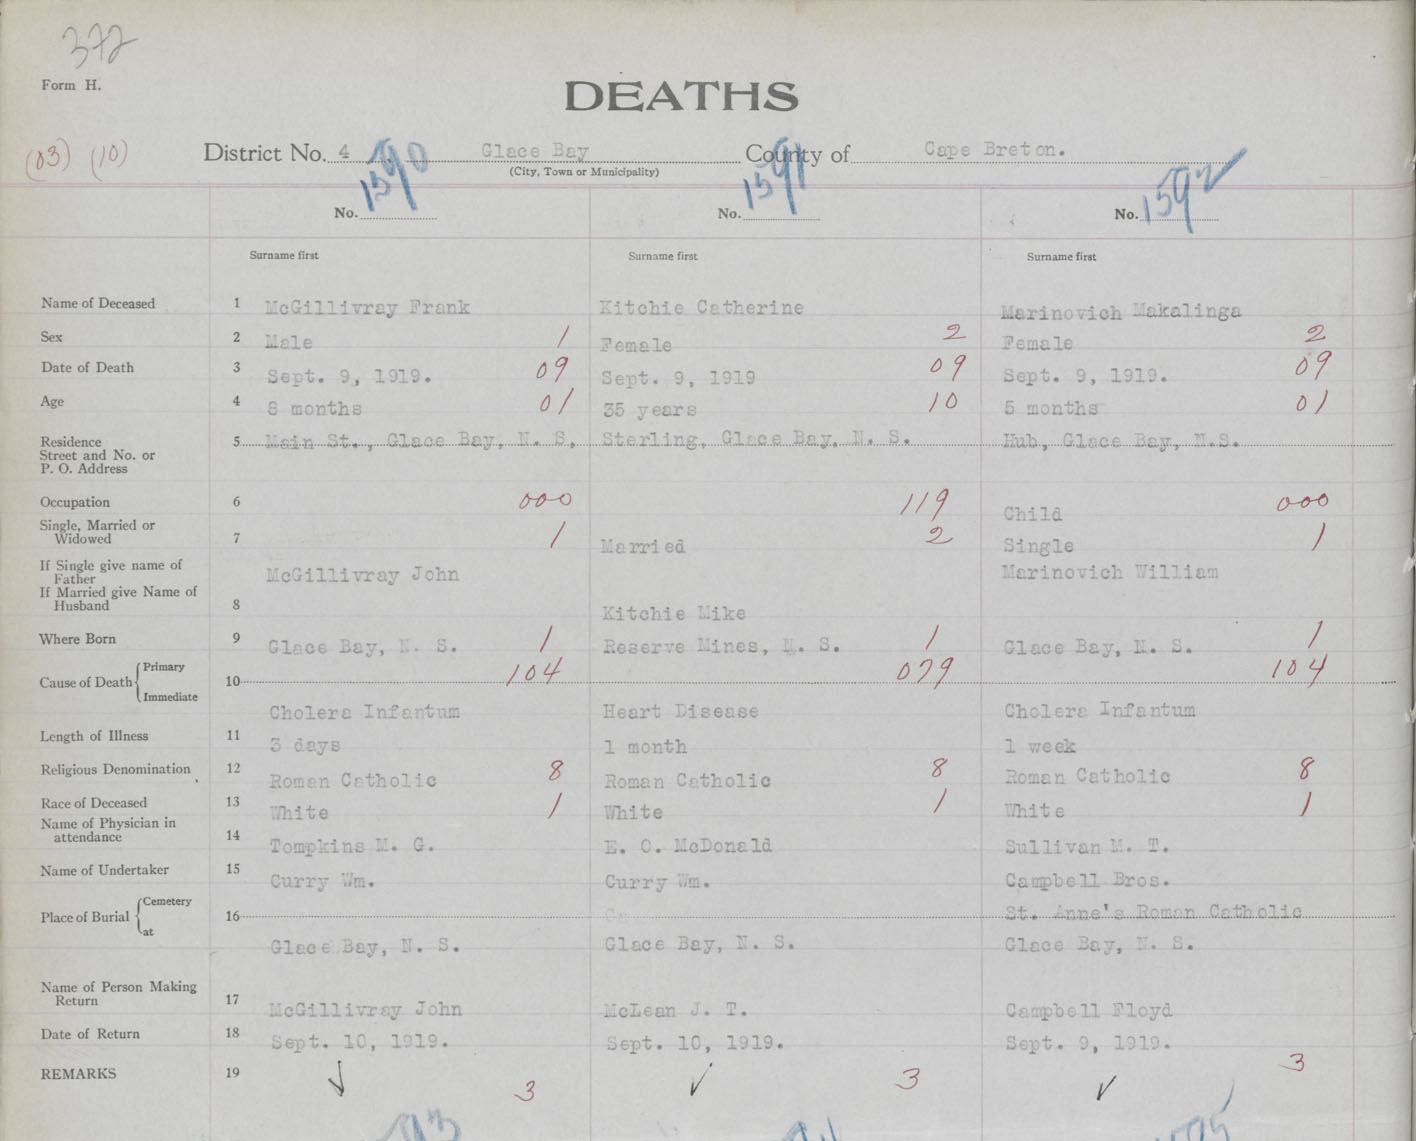 372
Form H.
DEATHS
(03) (10)
District No. 4 Glace Bay County of Cape Breton.
(City, Town or Municipality)
No. 1590 No. 1591 No. 1592
Surname first Surname first Surname first
Name of Deceased 1 McGillivray Frank Kitchie Catherine Marinovich Makalinga
Sex 2 Male 1 Female 2 Female 2
Date of Death 3 Sept. 9, 1919. 09 Sept. 9, 1919 09 Sept. 9, 1919. 09
Age 4 8 months 01 35 years 10 5 months 01
Residence 5 Main St., Glace Bay, N. S, Sterling, Glace Bay, N. S. Hub, Glace Bay, N.S.
Street and No. or
P. O. Address
Occupation 6 000 119 Child 000
Single, Married or
Widowed 7 1 Married 2 Single 1
If Single give name of
Father McGillivray John Marinovich William
If Married give Name of
Husband 8 Kitchie Mike
Where Born 9 Glace Bay, N. S. 1 Reserve Mines, N. S. 1 Glace Bay, N. S. 1
Primary
Cause of Death 10 104 079 104
Immediate
Cholera Infantum Heart Disease Cholera Infantum
Length of Illness 11 3 days 1 month 1 week
Religious Denomination 12 Roman Catholic 8 Roman Catholic 8 Roman Catholic 8
Race of Deceased 13 White 1 White 1 White 1
Name of Physician in
attendance 14 Tompkins M. G. E. O. McDonald Sullivan M. T.
Name of Undertaker 15 Curry Wm. Curry Wm. Campbell Bros.
Cemetery
Place of Burial 16 Ca St. Anne's Roman Catholic
at
Glace Bay, N. S. Glace Bay, N. S. Glace Bay, N. S.
Name of Person Making
Return 17 McGillivray John McLean J. T. Campbell Floyd
Date of Return 18 Sept. 10, 1919. Sept. 10, 1919. Sept. 9, 1919.
REMARKS 19 3 3 3